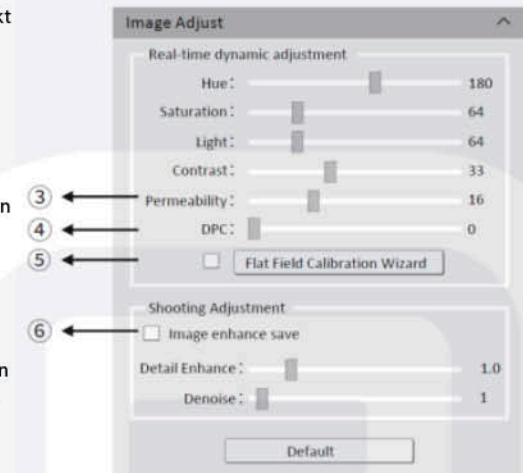 kt
Image Adjust
Real-time dynamic adjustment
Hue: 180
Saturation: 64
Light: 64
Contrast: 33
n
③ Permeability: 16
④ DPC: 0
⑤ Flat Field Calibration Wizard
Shooting Adjustment
⑥ Image enhance save
n
Detail Enhance: 1.0
Denoise: 1
Default